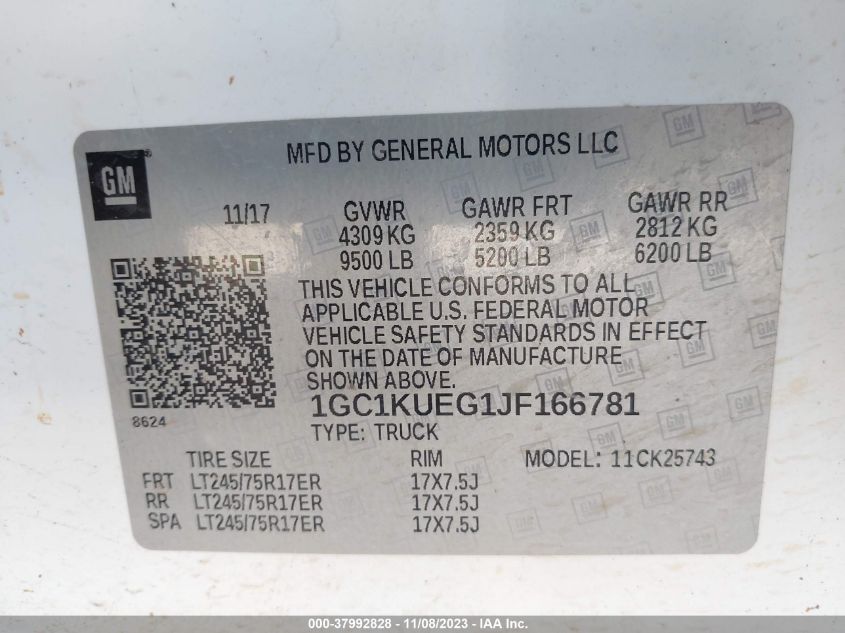 MFD BY GENERAL MOTORS LLC
GM
11/17 GVWR GAWR FRT GAWR RR
4309 KG 2359 KG 2812 KG
9500 LB 5200 LB 6200 LB
THIS VEHICLE CONFORMS TO ALL
APPLICABLE U.S. FEDERAL MOTOR
VEHICLE SAFETY STANDARDS IN EFFECT
ON THE DATE OF MANUFACTURE
SHOWN ABOVE.
1GC1KUEG1JF166781
8624
TYPE: TRUCK
TIRE SIZE RIM MODEL: 11CK25743
FRT LT245/75R17ER 17X7.5J
RR LT245/75R17ER 17X7.5J
SPA LT245/75R17ER 17X7.5J
000-37992828 - 11/08/2023 - IAA Inc.